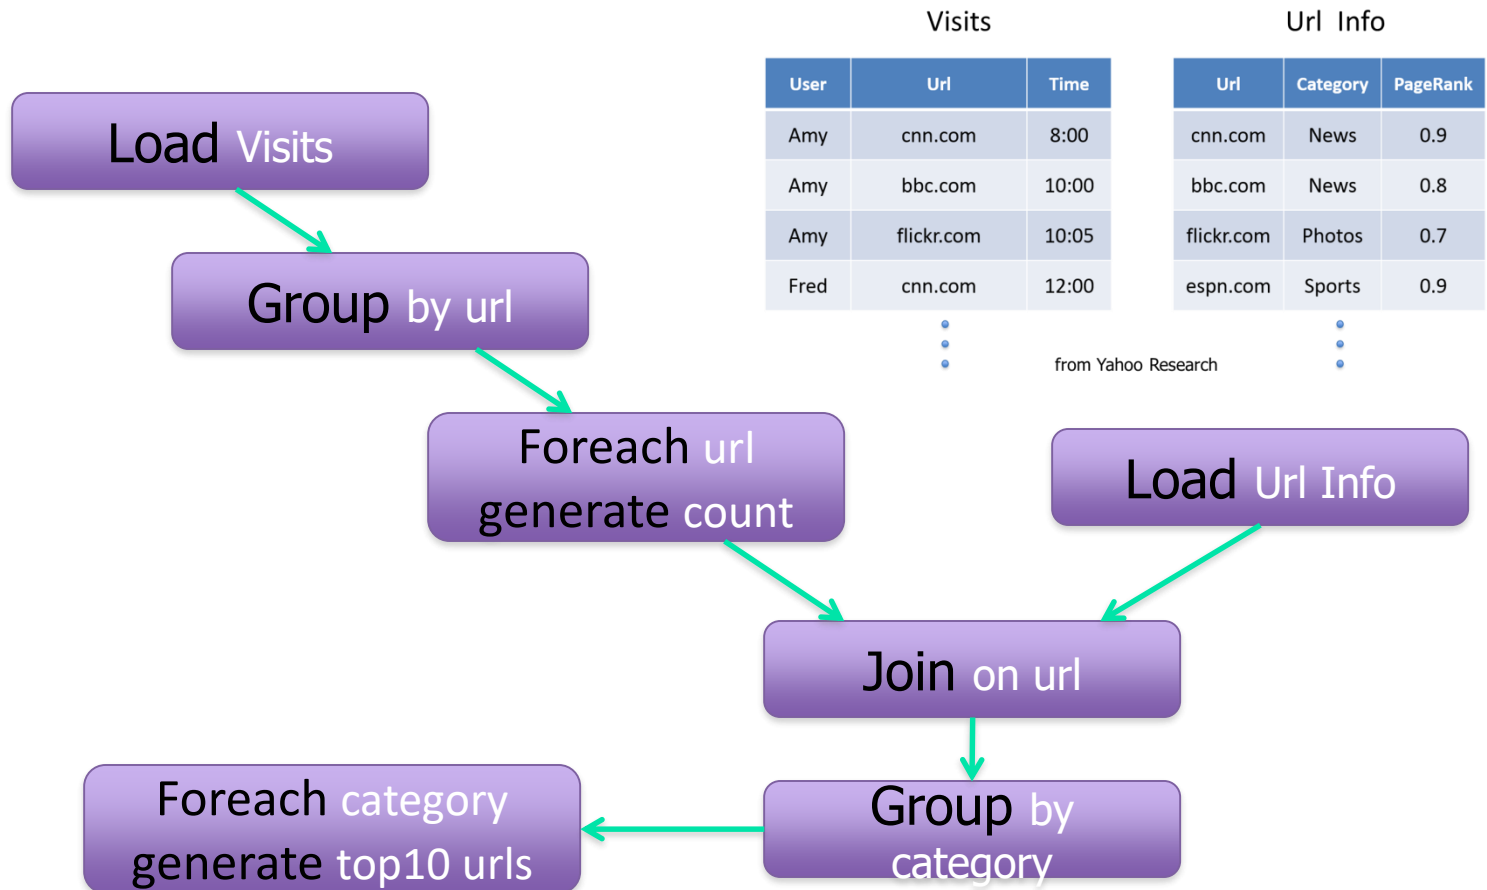 Visits
User Url Time
Amy cnn.com 8:00
Amy bbc.com 10:00
Amy flickr.com 10:05
Fred cnn.com 12:00
Url Info
Url Category PageRank
cnn.com News 0.9
bbc.com News 0.8
flickr.com Photos 0.7
espn.com Sports 0.9
from Yahoo Research
Load Visits
Group by url
Foreach url
generate count
Load Url Info
Join on url
Group by
category
Foreach category
generate top10 urls